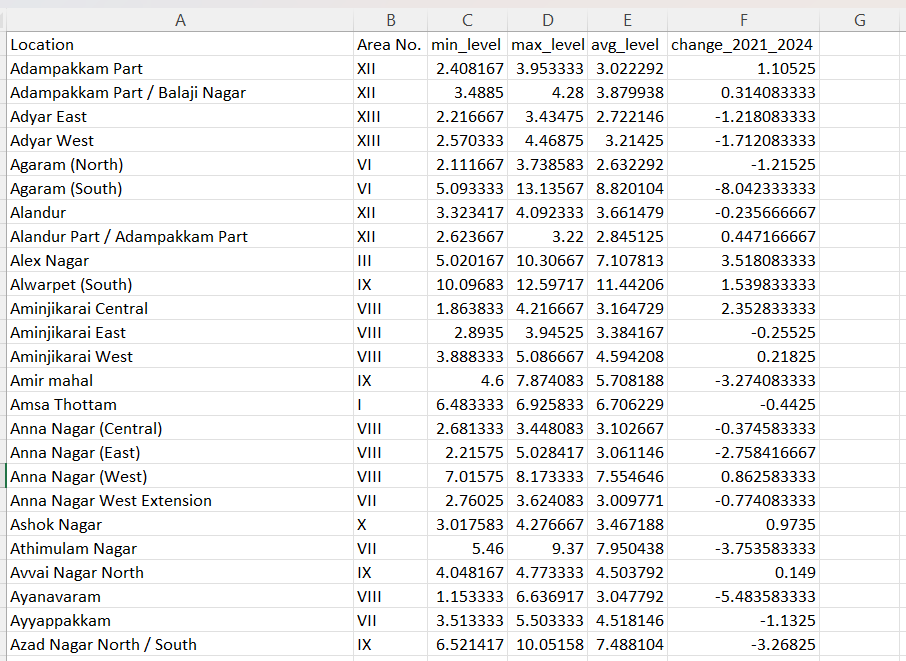 A B C D E F G
Location Area No. min_level max_level avg_level change_2021_2024
Adampakkam Part XII 2.408167 3.953333 3.022292 1.10525
Adampakkam Part / Balaji Nagar XII 3.4885 4.28 3.879938 0.314083333
Adyar East XIII 2.216667 3.43475 2.722146 -1.218083333
Adyar West XIII 2.570333 4.46875 3.21425 -1.712083333
Agaram (North) VI 2.111667 3.738583 2.632292 -1.21525
Agaram (South) VI 5.093333 13.13567 8.820104 -8.042333333
Alandur XII 3.323417 4.092333 3.661479 -0.235666667
Alandur Part / Adampakkam Part XII 2.623667 3.22 2.845125 0.447166667
Alex Nagar III 5.020167 10.30667 7.107813 3.518083333
Alwarpet (South) IX 10.09683 12.59717 11.44206 1.539833333
Aminjikarai Central VIII 1.863833 4.216667 3.164729 2.352833333
Aminjikarai East VIII 2.8935 3.94525 3.384167 -0.25525
Aminjikarai West VIII 3.888333 5.086667 4.594208 0.21825
Amir mahal IX 4.6 7.874083 5.708188 -3.274083333
Amsa Thottam I 6.483333 6.925833 6.706229 -0.4425
Anna Nagar (Central) VIII 2.681333 3.448083 3.102667 -0.374583333
Anna Nagar (East) VIII 2.21575 5.028417 3.061146 -2.758416667
Anna Nagar (West) VIII 7.01575 8.173333 7.554646 0.862583333
Anna Nagar West Extension VII 2.76025 3.624083 3.009771 -0.774083333
Ashok Nagar X 3.017583 4.276667 3.467188 0.9735
Athimulam Nagar VII 5.46 9.37 7.950438 -3.753583333
Avvai Nagar North IX 4.048167 4.773333 4.503792 0.149
Ayanavaram VIII 1.153333 6.636917 3.047792 -5.483583333
Ayyappakkam VII 3.513333 5.503333 4.518146 -1.1325
Azad Nagar North / South IX 6.521417 10.05158 7.488104 -3.26825